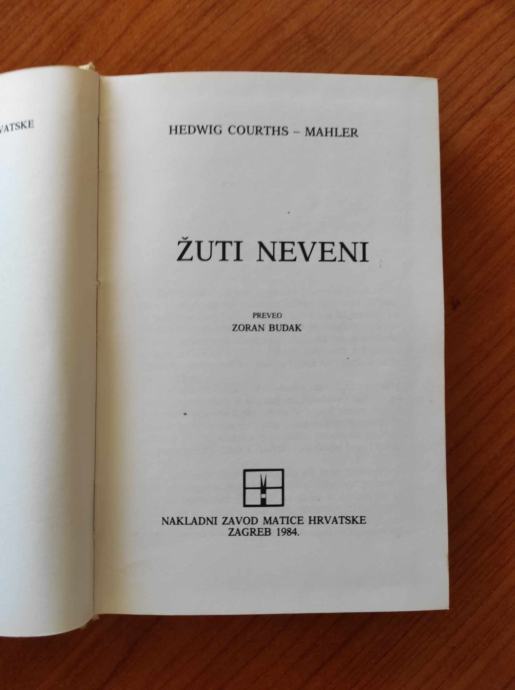 VATSKE
HEDWIG COURTHS – MAHLER
ŽUTI NEVENI
PREVEO
ZORAN BUDAK
NAKLADNI ZAVOD MATICE HRVATSKE
ZAGREB 1984.